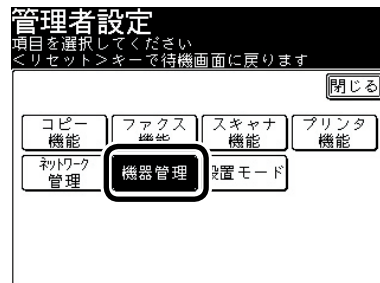 管理者設定
項目を選択してください
<リセット>キーで待機画面に戻ります
閉じる
コピー機能 ファクス機能 スキャナ機能 プリンタ機能
ネットワーク管理 機器管理 設置モード